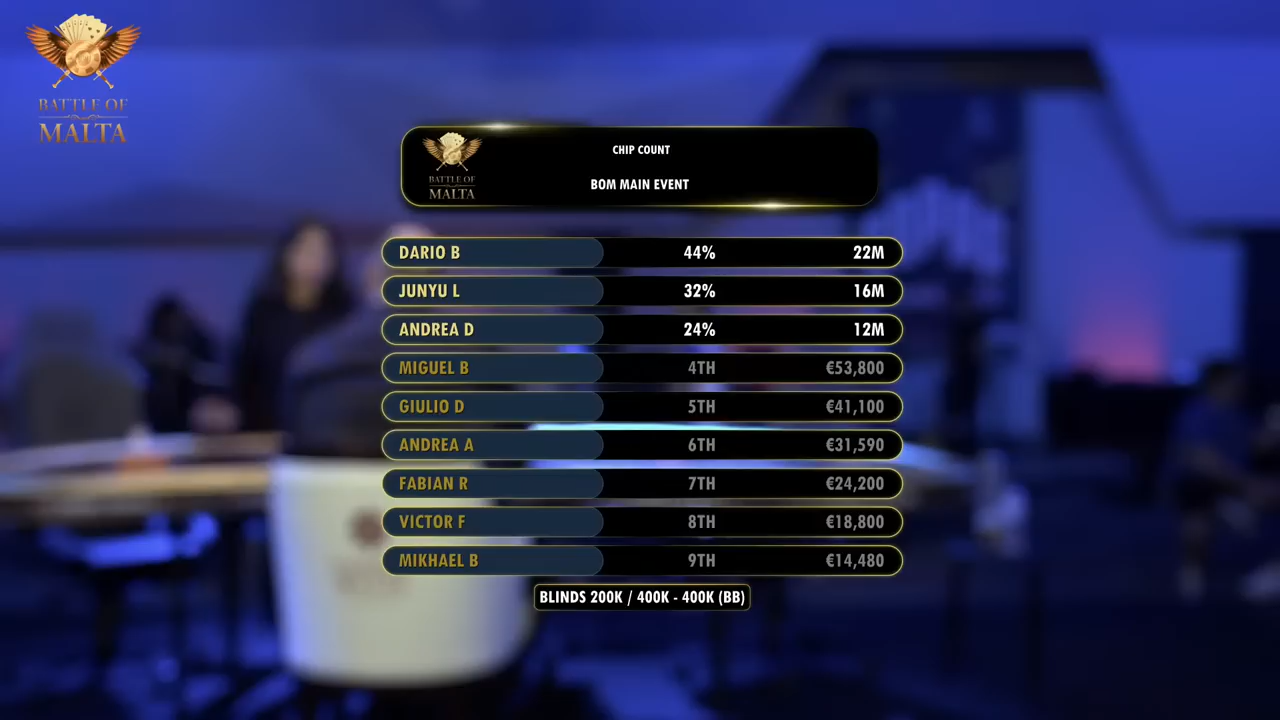 BATTLE OF
MALTA
CHIP COUNT
BATTLE OF
MALTA
BOM MAIN EVENT
DARIO B 44% 22M
JUNYU L 32% 16M
ANDREA D 24% 12M
MIGUEL B 4TH €53,800
GIULIO D 5TH €41,100
ANDREA A 6TH €31,590
FABIAN R 7TH €24,200
VICTOR F 8TH €18,800
MIKHAEL B 9TH €14,480
BLINDS 200K / 400K - 400K (BB)